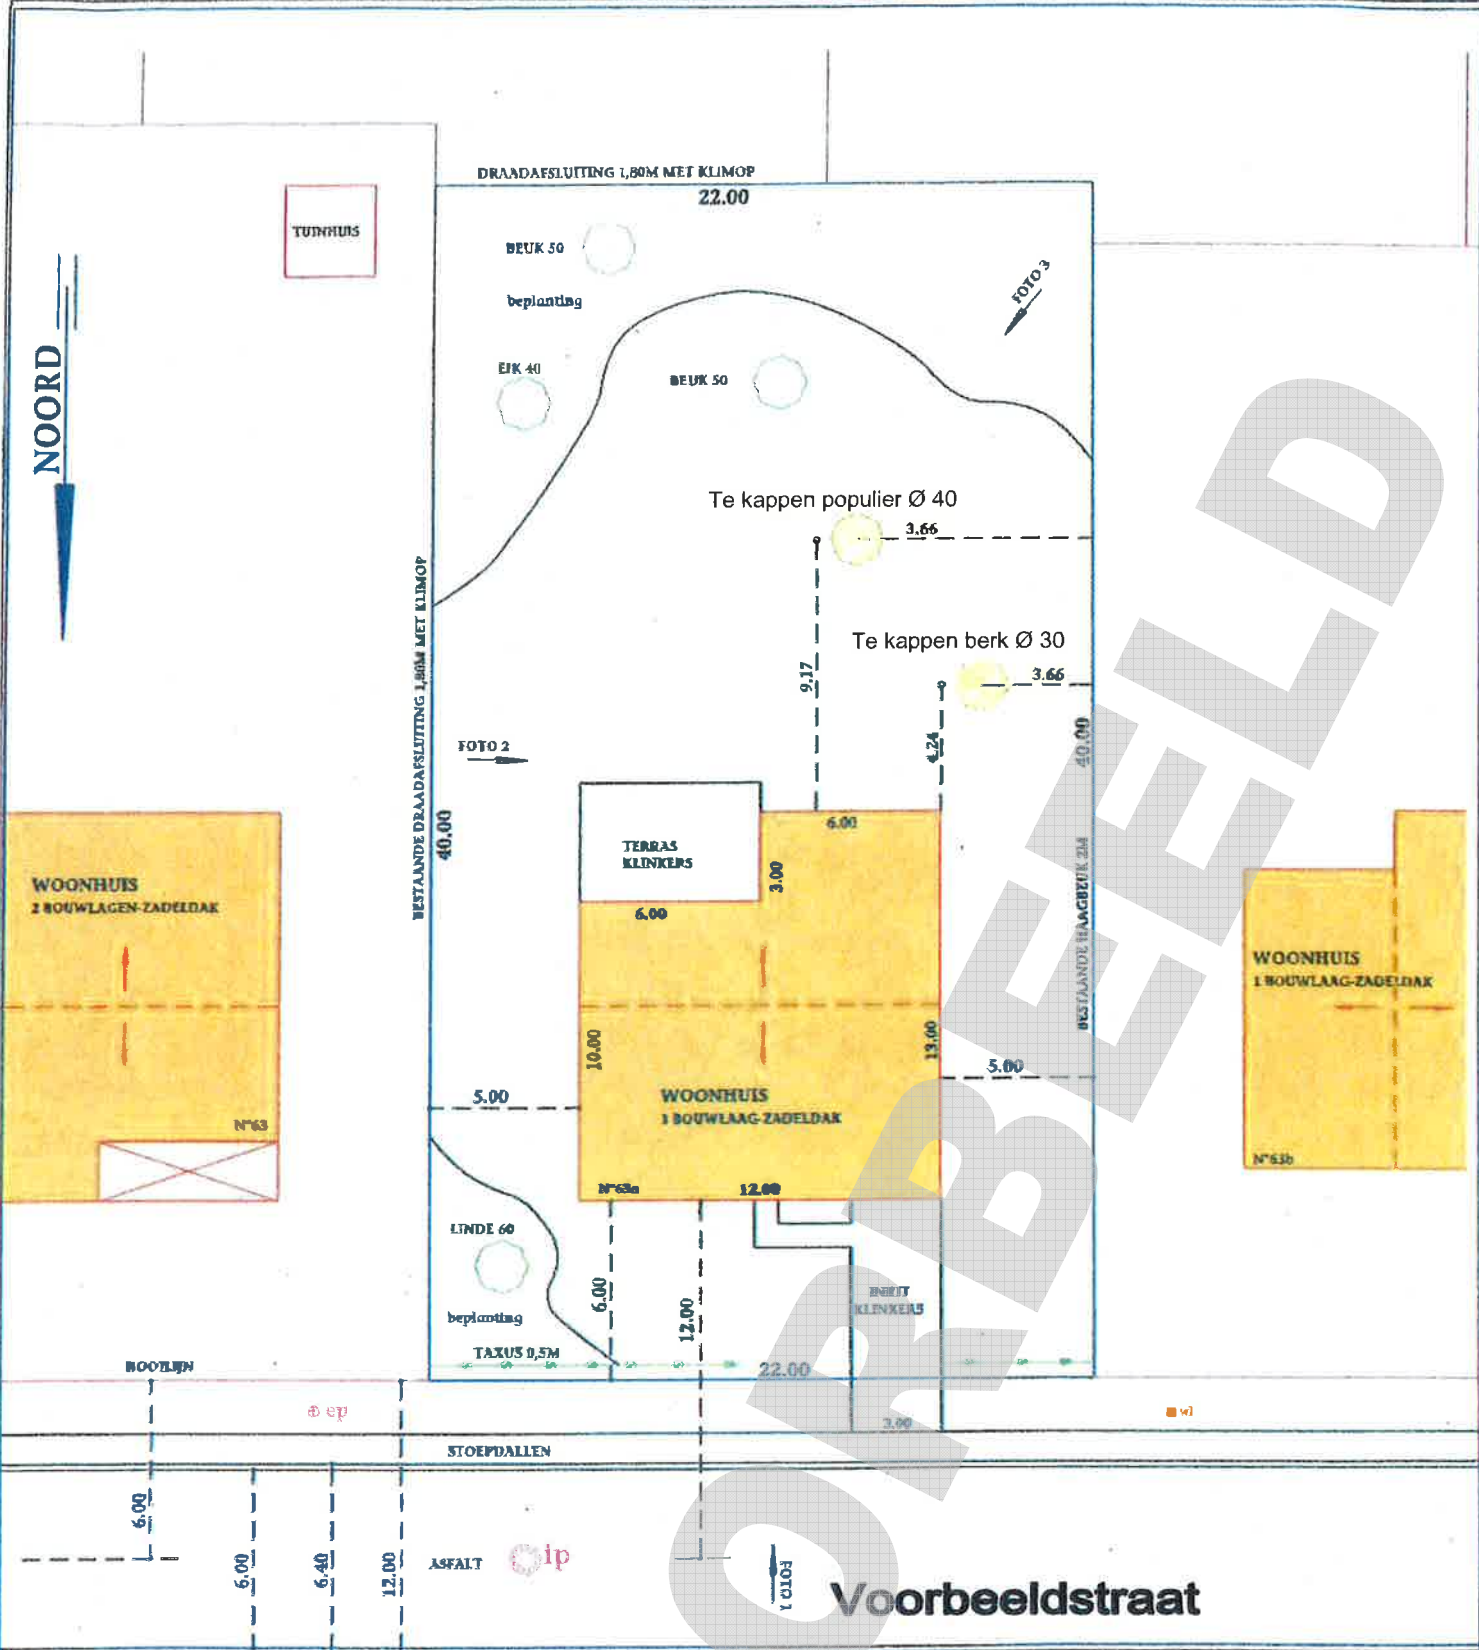 DRAADAFSLUITING 1,80M MET KLIMOP
22.00
TUINHUIS
BEUK 50
beplanting
FOTO 3
NOORD
EIK 40
BEUK 50
Te kappen populier Ø 40
3.66
9.17
Te kappen berk Ø 30
3.66
4.24
BESTAANDE DRAADAFSLUITING 1,80M MET KLIMOP
40.00
FOTO 2
40.00
BESTAANDE HAAGBEUK 2M
TERRAS
KLINKERS
6.00
3.00
6.00
WOONHUIS
2 BOUWLAGEN-ZADELDAK
N°63
WOONHUIS
1 BOUWLAAG-ZADELDAK
N°63b
10.00
13.00
5.00
5.00
WOONHUIS
1 BOUWLAAG-ZADELDAK
N°63a
12.00
LINDE 60
beplanting
TAXUS 0,5M
6.00
12.00
INRIT
KLINKERS
22.00
3.00
ROOILIJN
ep
wl
STOEPDALLEN
6.00
6.00
6.40
12.00
ASFALT
ip
FOTO 1
Voorbeeldstraat
VOORBEELD